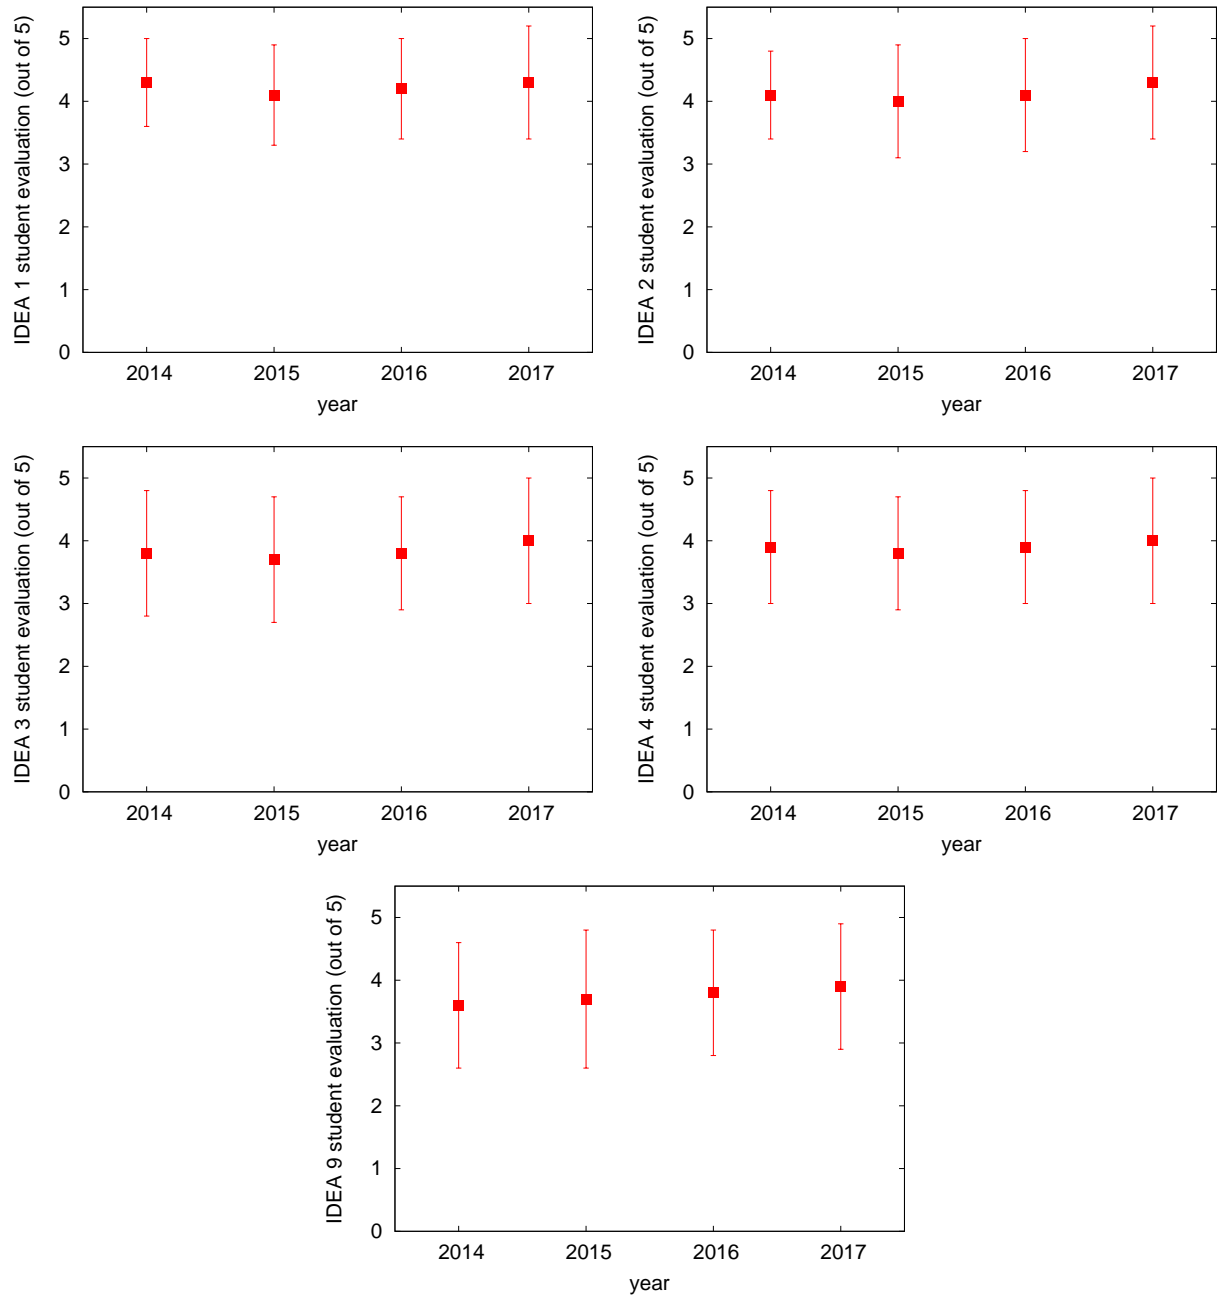 IDEA 1 student evaluation (out of 5)
5
4
3
2
1
0
2014 2015 2016 2017
year
IDEA 2 student evaluation (out of 5)
5
4
3
2
1
0
2014 2015 2016 2017
year
IDEA 3 student evaluation (out of 5)
5
4
3
2
1
0
2014 2015 2016 2017
year
IDEA 4 student evaluation (out of 5)
5
4
3
2
1
0
2014 2015 2016 2017
year
IDEA 9 student evaluation (out of 5)
5
4
3
2
1
0
2014 2015 2016 2017
year